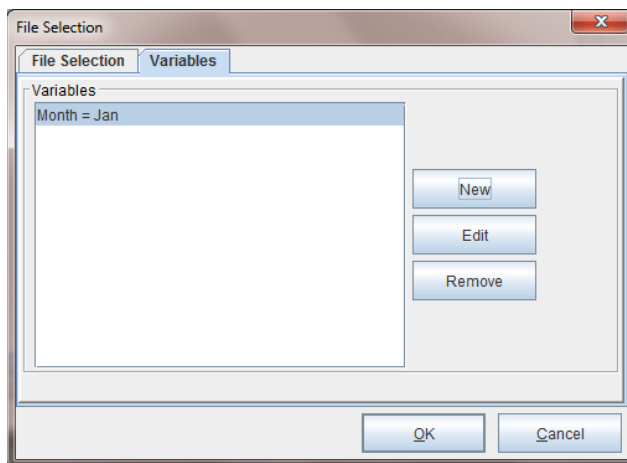 File Selection
File Selection Variables
Variables
Month = Jan
New
Edit
Remove
OK Cancel